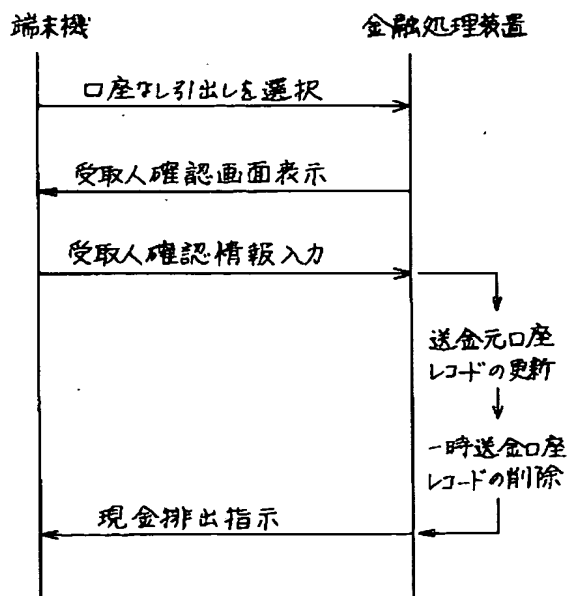 端末機
金融処理装置
口座なし引出しを選択
受取人確認画面表示
受取人確認情報入力
送金元口座
レコードの更新
一時送金口座
レコードの削除
現金排出指示